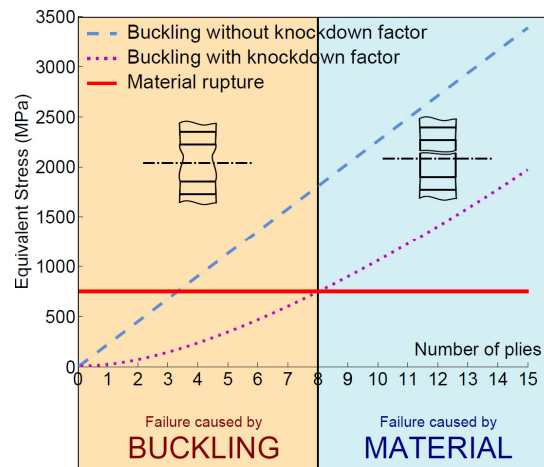 Buckling without knockdown factor
Buckling with knockdown factor
Material rupture
Equivalent Stress (MPa)
3500
3000
2500
2000
1500
1000
500
0
Number of plies
0 1 2 3 4 5 6 7 8 9 10 11 12 13 14 15
Failure caused by
BUCKLING
Failure caused by
MATERIAL